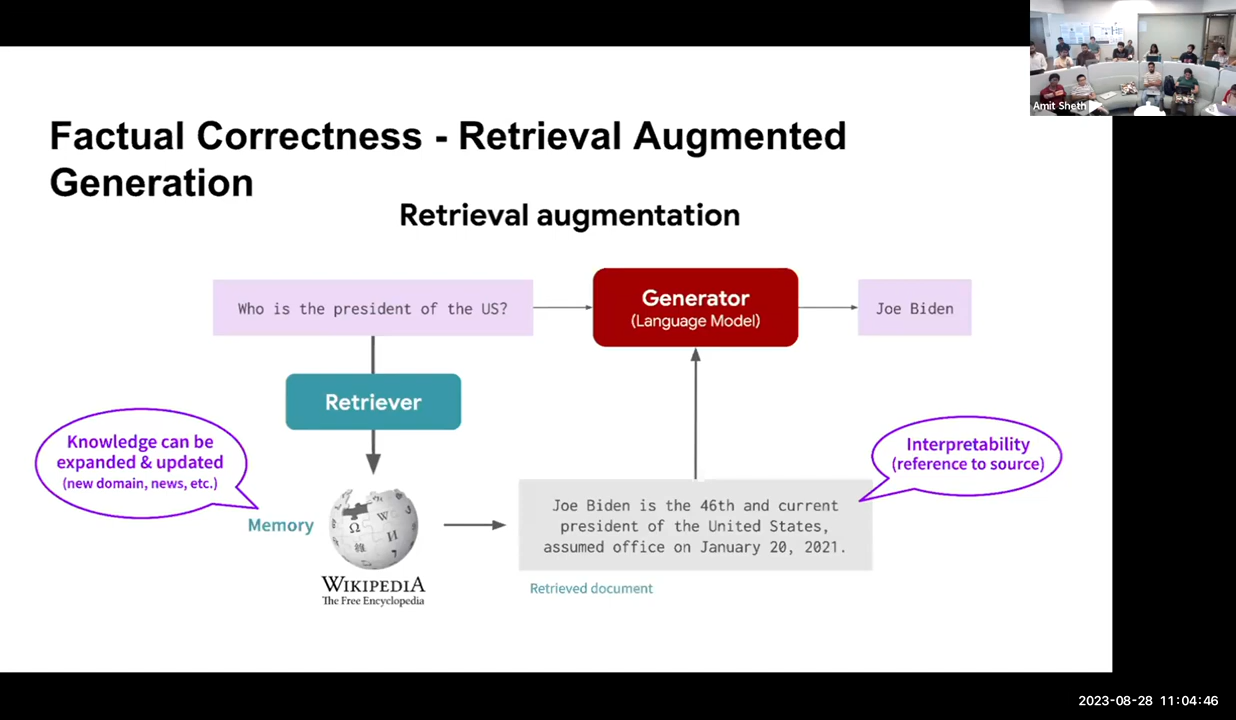 Amit Sheth
Factual Correctness - Retrieval Augmented
Generation
Retrieval augmentation
Who is the president of the US?
Generator
(Language Model)
Joe Biden
Retriever
Knowledge can be
expanded & updated
(new domain, news, etc.)
Interpretability
(reference to source)
Memory
Ω
W
И
維
WIKIPEDIA
The Free Encyclopedia
Joe Biden is the 46th and current
president of the United States,
assumed office on January 20, 2021.
Retrieved document
2023-08-28 11:04:46